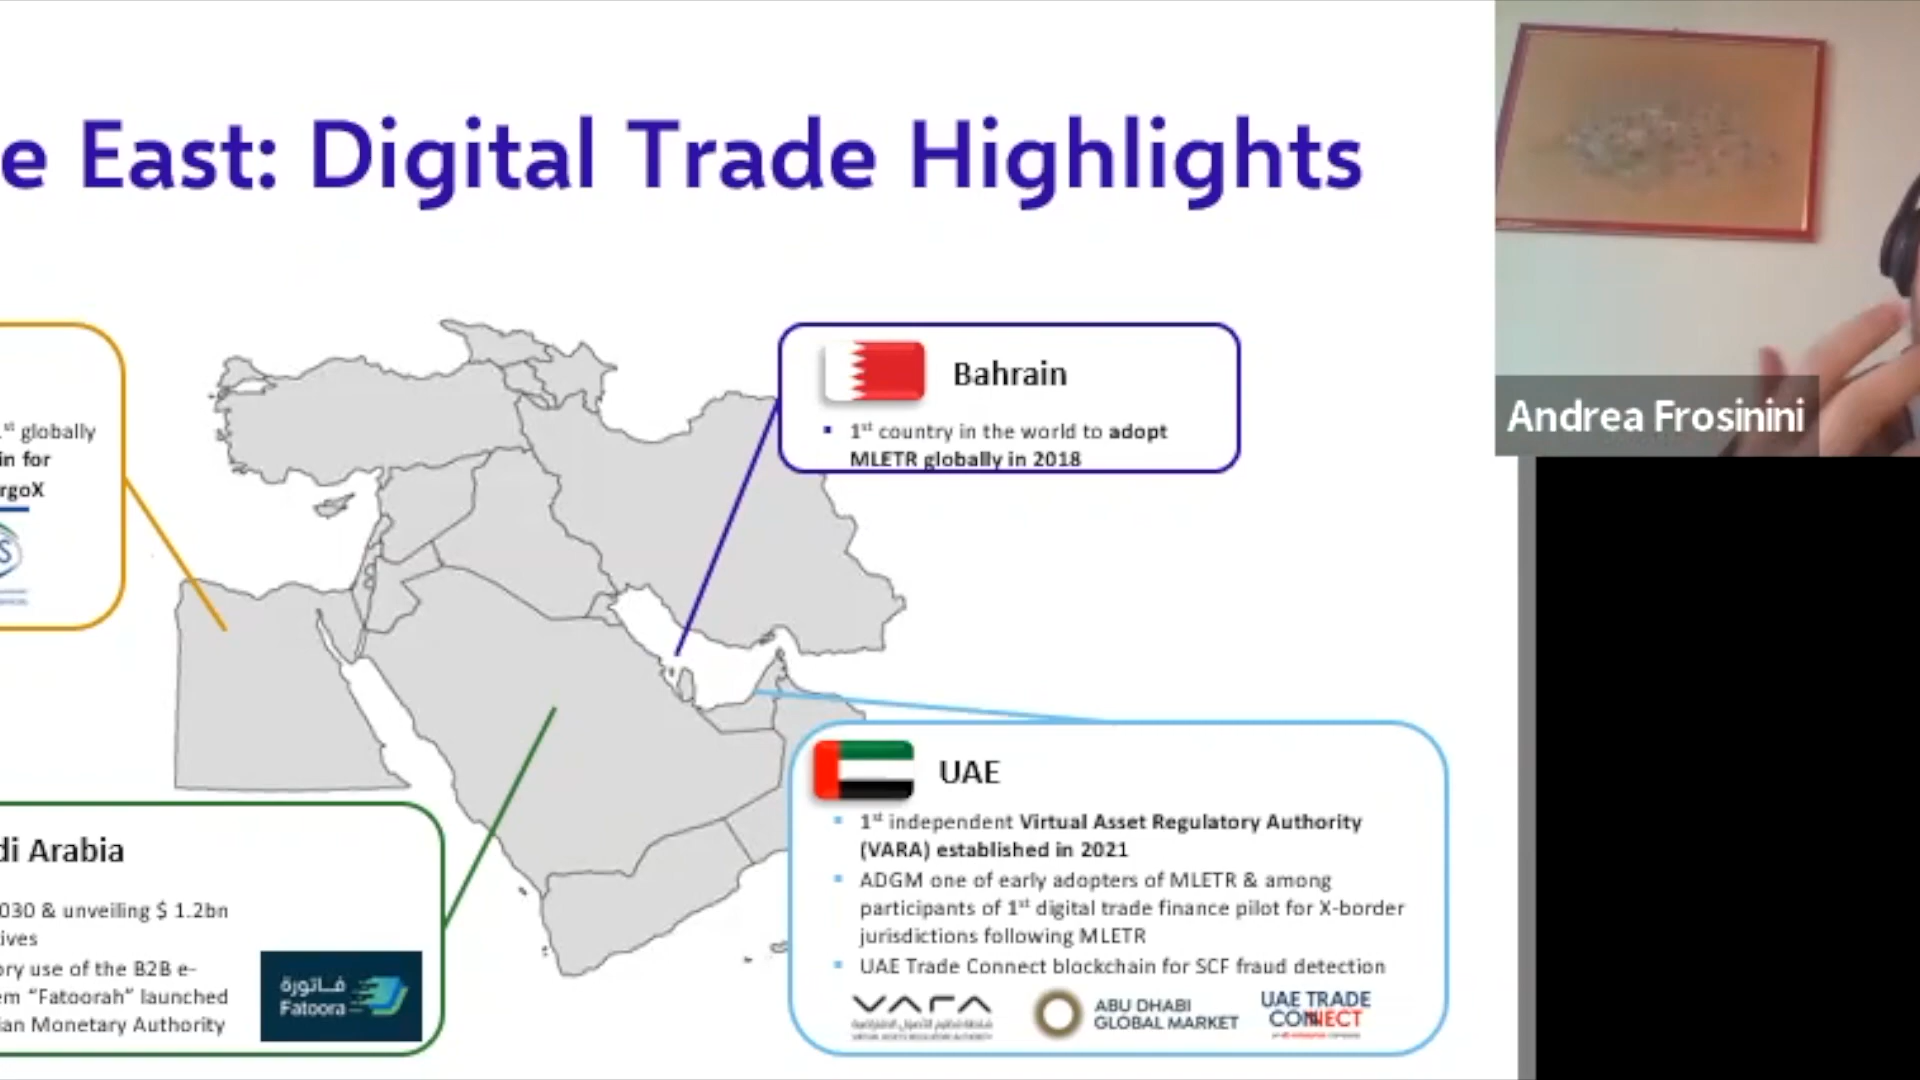 e East: Digital Trade Highlights
1st globally
in for
rgoX
S
Bahrain
1st country in the world to adopt
MLETR globally in 2018
Andrea Frosinini
di Arabia
030 & unveiling $ 1.2bn
ives
ory use of the B2B e-
em “Fatoorah” launched
ian Monetary Authority
فاتورة
Fatoora
UAE
1st independent Virtual Asset Regulatory Authority
(VARA) established in 2021
ADGM one of early adopters of MLETR & among
participants of 1st digital trade finance pilot for X-border
jurisdictions following MLETR
UAE Trade Connect blockchain for SCF fraud detection
VARA
ABU DHABI
GLOBAL MARKET
UAE TRADE
CONNECT